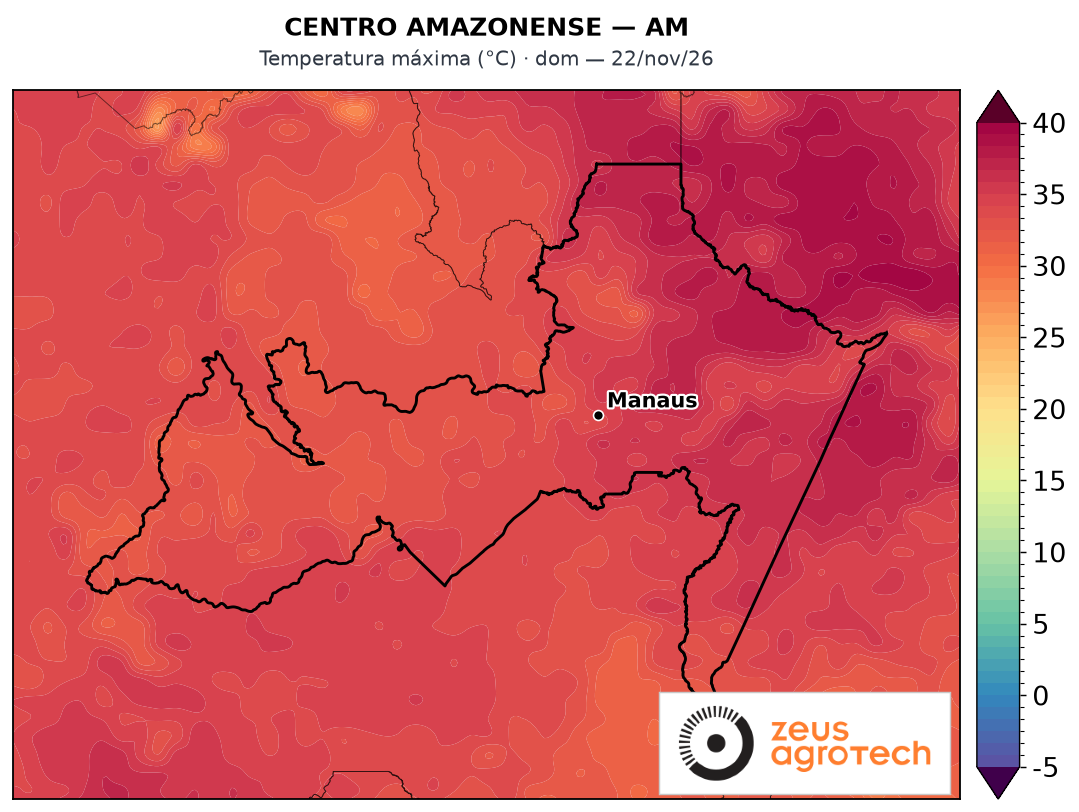 CENTRO AMAZONENSE — AM
Temperatura máxima (°C) · dom — 22/nov/26
40
35
30
25
20
15
10
5
0
-5
Manaus
zeus
agrotech